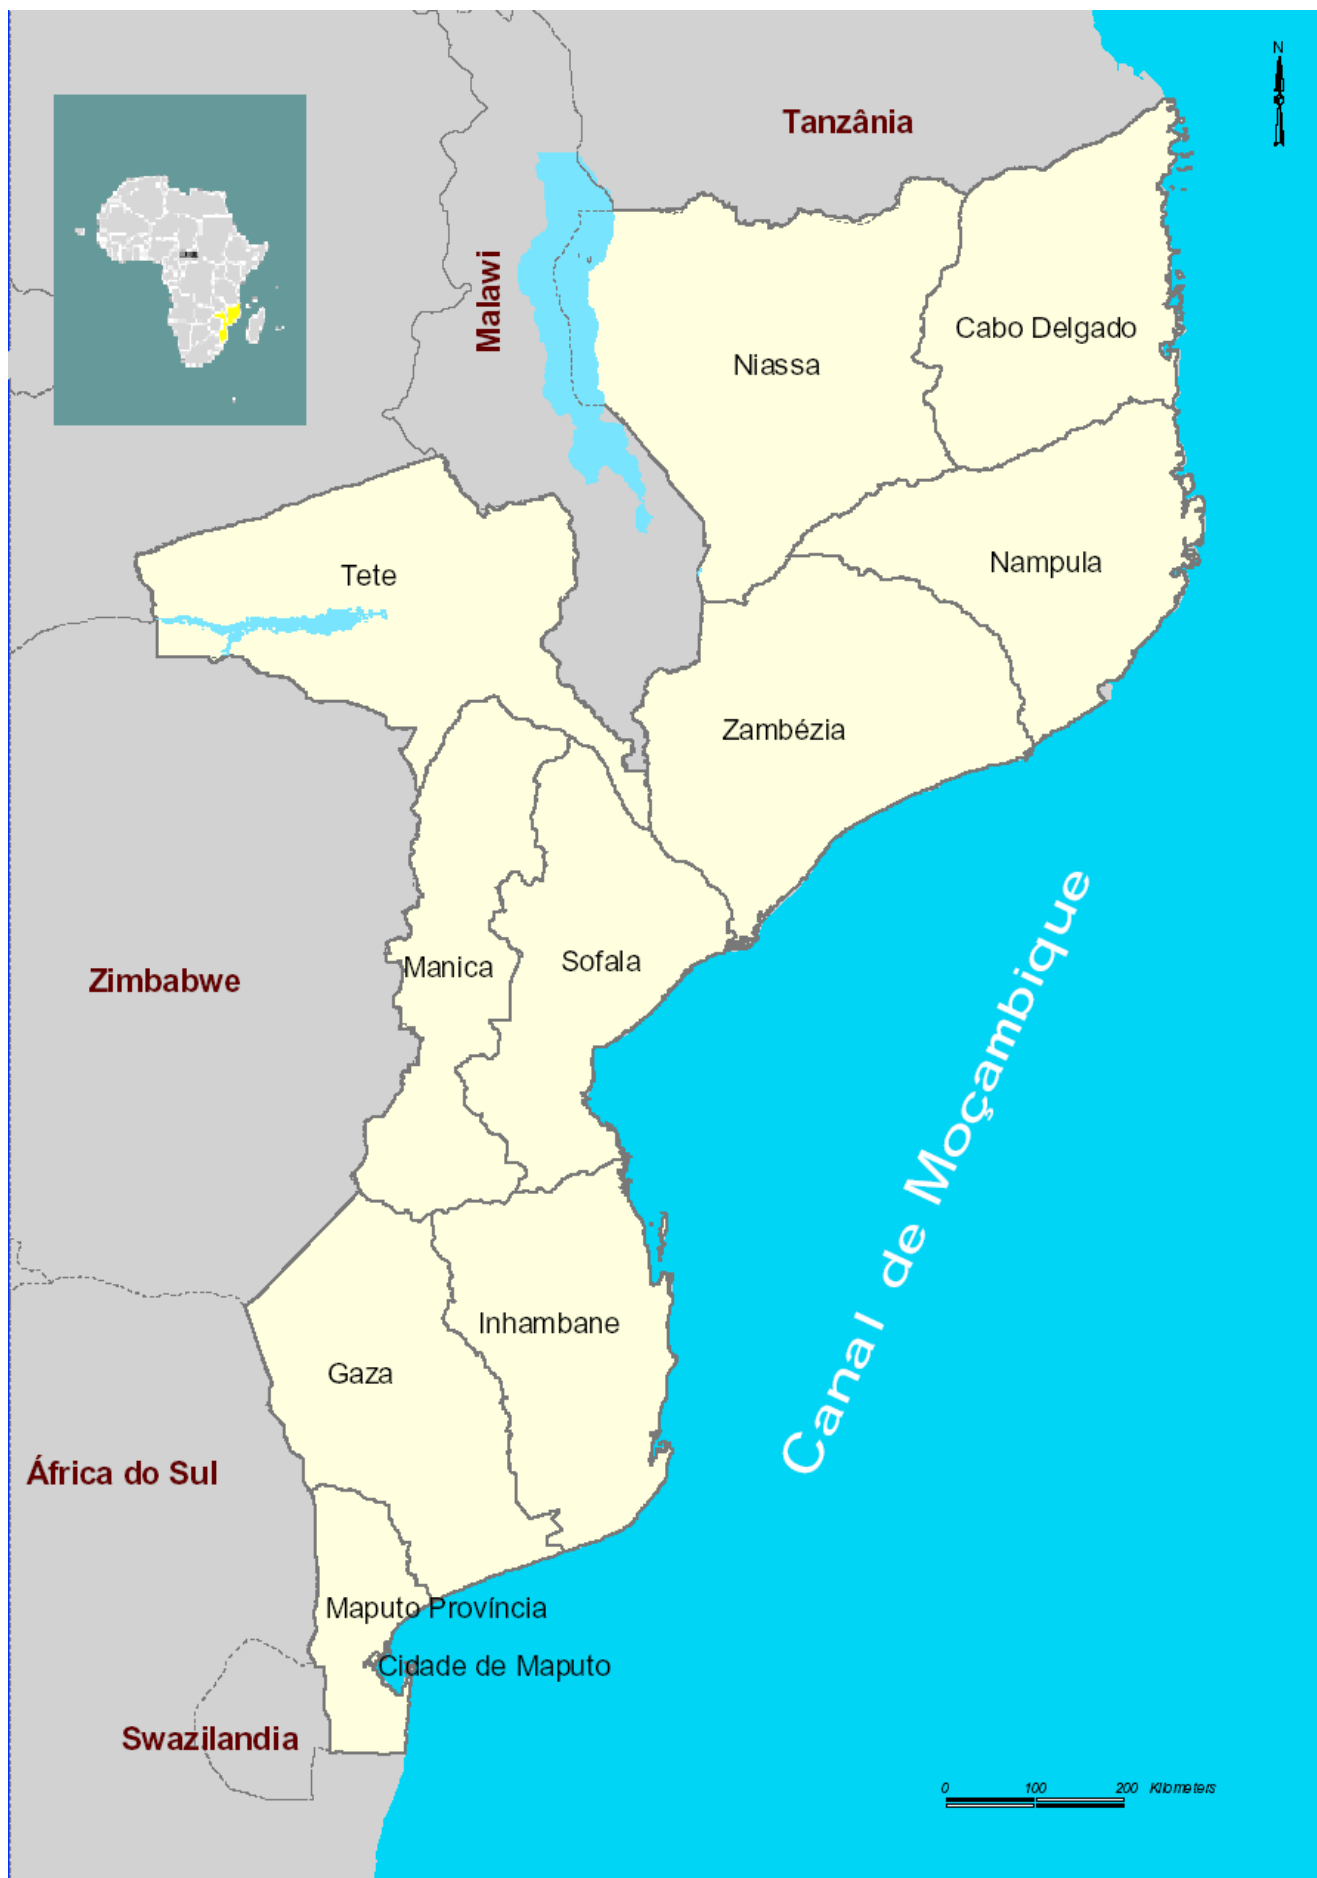 N
Tanzânia
Malawi
Cabo Delgado
Niassa
Nampula
Tete
Zambézia
Canal de Moçambique
Sofala
Manica
Zimbabwe
Inhambane
Gaza
África do Sul
Maputo Província
Cidade de Maputo
Swazilandia
0 100 200 Kilometers